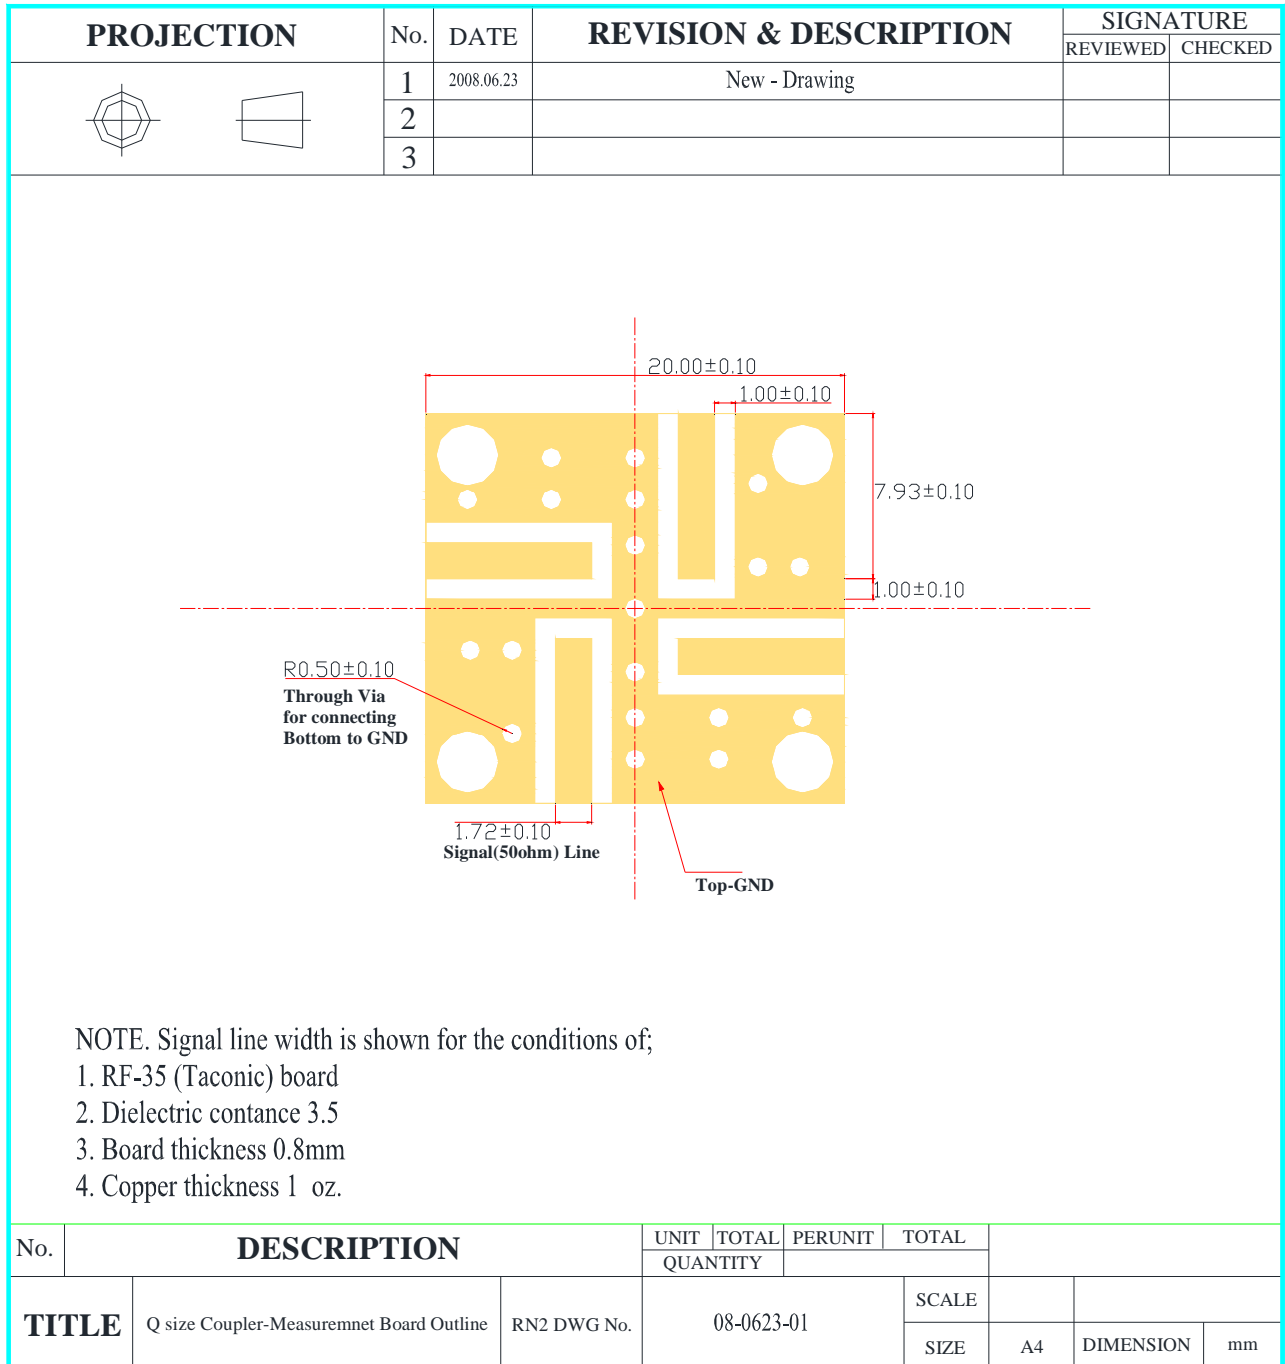 PROJECTION
No.
DATE
REVISION & DESCRIPTION
SIGNATURE
REVIEWED
CHECKED
1
2008.06.23
New - Drawing
2
3
20.00±0.10
1.00±0.10
7.93±0.10
1.00±0.10
R0.50±0.10
Through Via
for connecting
Bottom to GND
1.72±0.10
Signal(50ohm) Line
Top-GND
NOTE. Signal line width is shown for the conditions of;
1. RF-35 (Taconic) board
2. Dielectric contance 3.5
3. Board thickness 0.8mm
4. Copper thickness 1 oz.
No.
DESCRIPTION
UNIT
TOTAL
PERUNIT
TOTAL
QUANTITY
TITLE
Q size Coupler-Measuremnet Board Outline
RN2 DWG No.
08-0623-01
SCALE
SIZE
A4
DIMENSION
mm